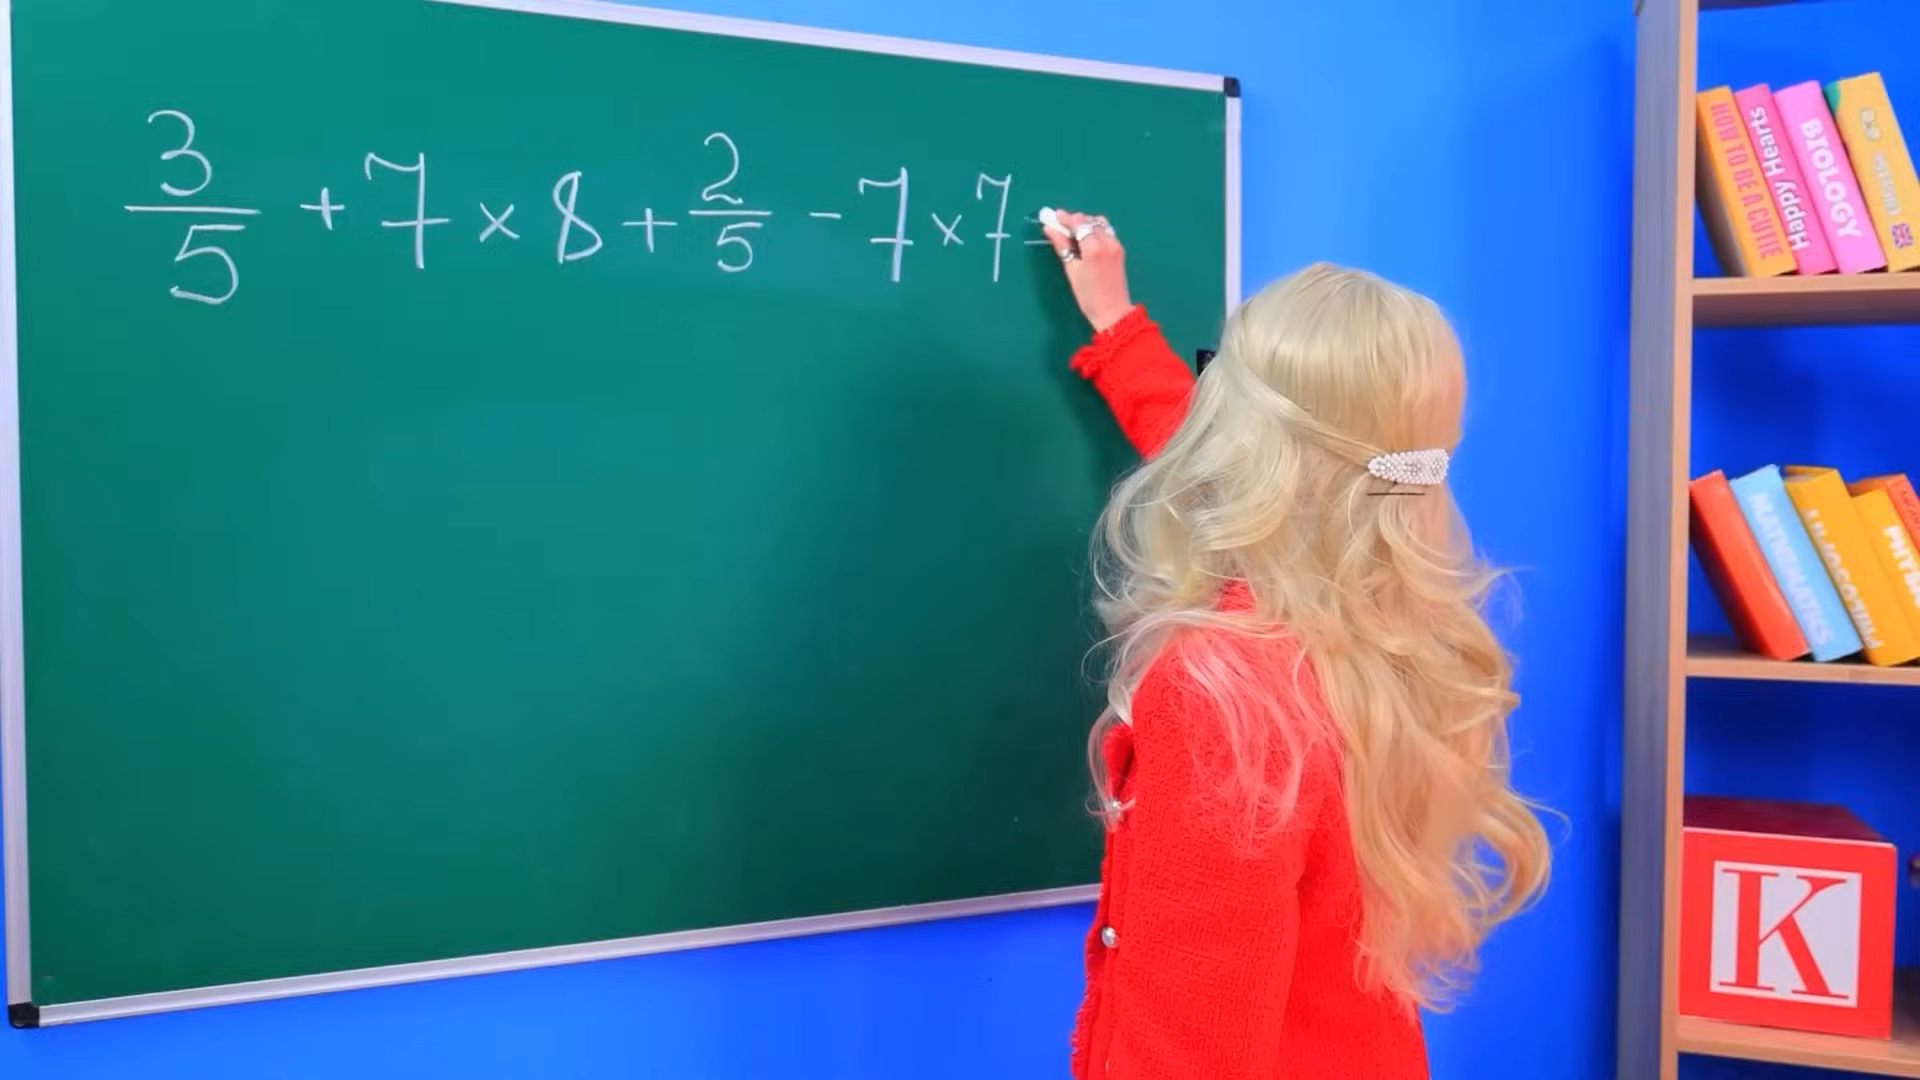 3/5 + 7 × 8 + 2/5 - 7 × 7 =
HOW TO BE A CUTIE
Happy Hearts
BIOLOGY
MATHEMATICS
K